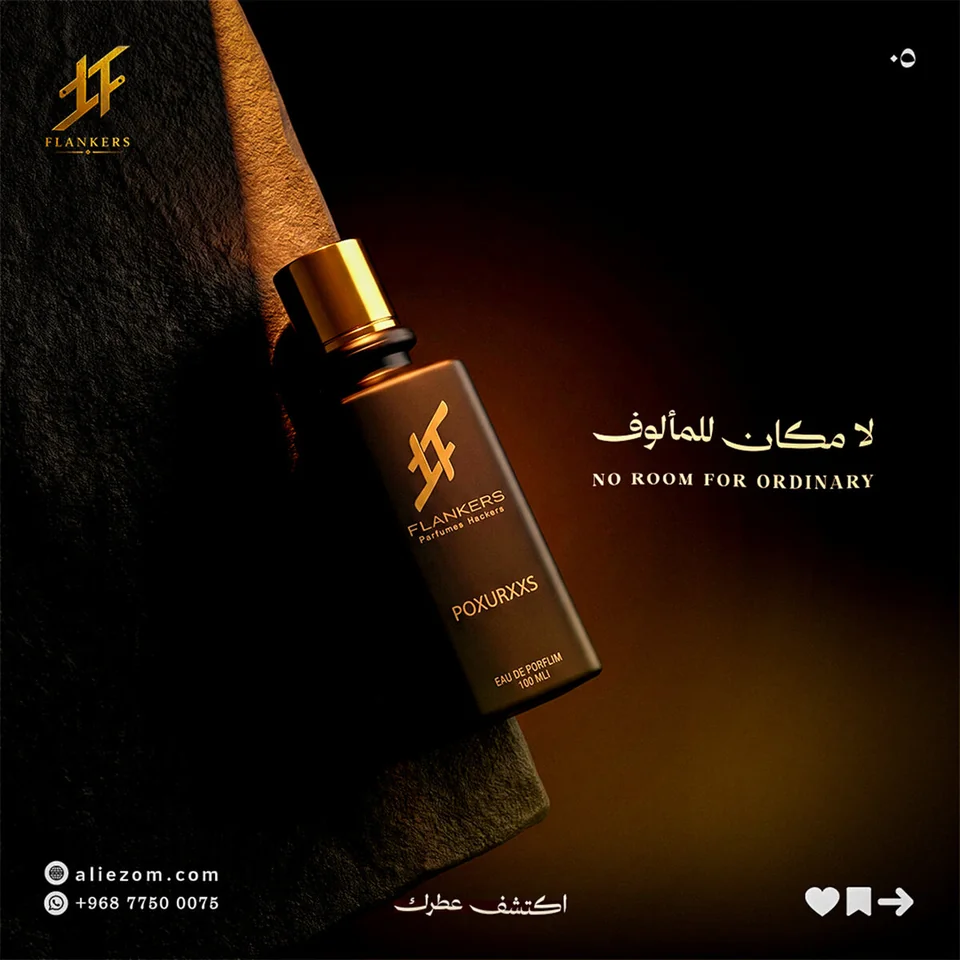 FLANKERS
٠٥
FLANKERS
Parfumes Hackers
POXURXXS
EAU DE PORFLIM
100 MLI
لا مكان للمألوف
NO ROOM FOR ORDINARY
aliezom.com
+968 7750 0075
اكتشف عطرك